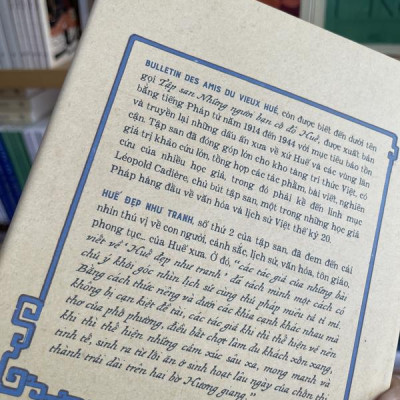 BULLETIN DES AMIS DU VIEUX HUẾ, còn được biết đến dưới tên
gọi Tập san Những người bạn cố đô Huế, được xuất bản
bằng tiếng Pháp từ năm 1914 đến 1944 với mục tiêu bảo tồn
và truyền lại những dấu ấn xưa về xứ Huế và các vùng lân
cận. Tập san đã đóng góp lớn cho kho tàng tri thức Việt, có
giá trị khảo cứu lớn, tổng hợp các tác phẩm, bài viết, nghiên
cứu của nhiều học giả, trong đó phải kể đến linh mục
Léopold Cadière, chủ bút tập san, một trong những học giả
Pháp hàng đầu về văn hóa và lịch sử Việt thế kỷ 20.
HUẾ ĐẸP NHƯ TRANH, số thứ 2 của tập san, đã đem đến cái
nhìn thú vị về con người, cảnh sắc, lịch sử, văn hóa, tôn giáo,
phong tục... của Huế xưa. Ở đó, "các tác giả của những bài
viết về 'Huế đẹp như tranh', đã tách mình một cách có
chủ ý khỏi góc nhìn lịch sử cùng thủ pháp miêu tả tỉ mỉ.
Bằng cách thức riêng và dưới các khía cạnh khác nhau mà
không bị cạn kiệt đề tài, các tác giả khi thì thể hiện vẻ nên
thơ của phố phường, điều bất chợt làm du khách xốn xang,
khi thì thể hiện những cảm xúc sâu xa, mong manh và
tinh tế, sinh ra từ lối ăn ở sinh hoạt lâu ngày của chốn thị
thành trải dài trên hai bờ Hương giang."